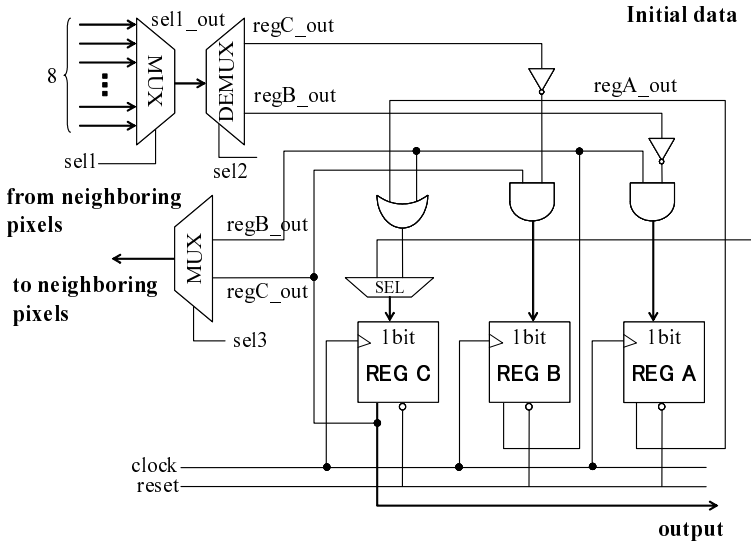 Initial data
sel1_out
regC_out
8
MUX
DEMUX
regB_out
regA_out
sel1
sel2
from neighboring
pixels
regB_out
MUX
to neighboring
pixels
regC_out
SEL
sel3
1bit
REG C
1bit
REG B
1bit
REG A
clock
reset
output